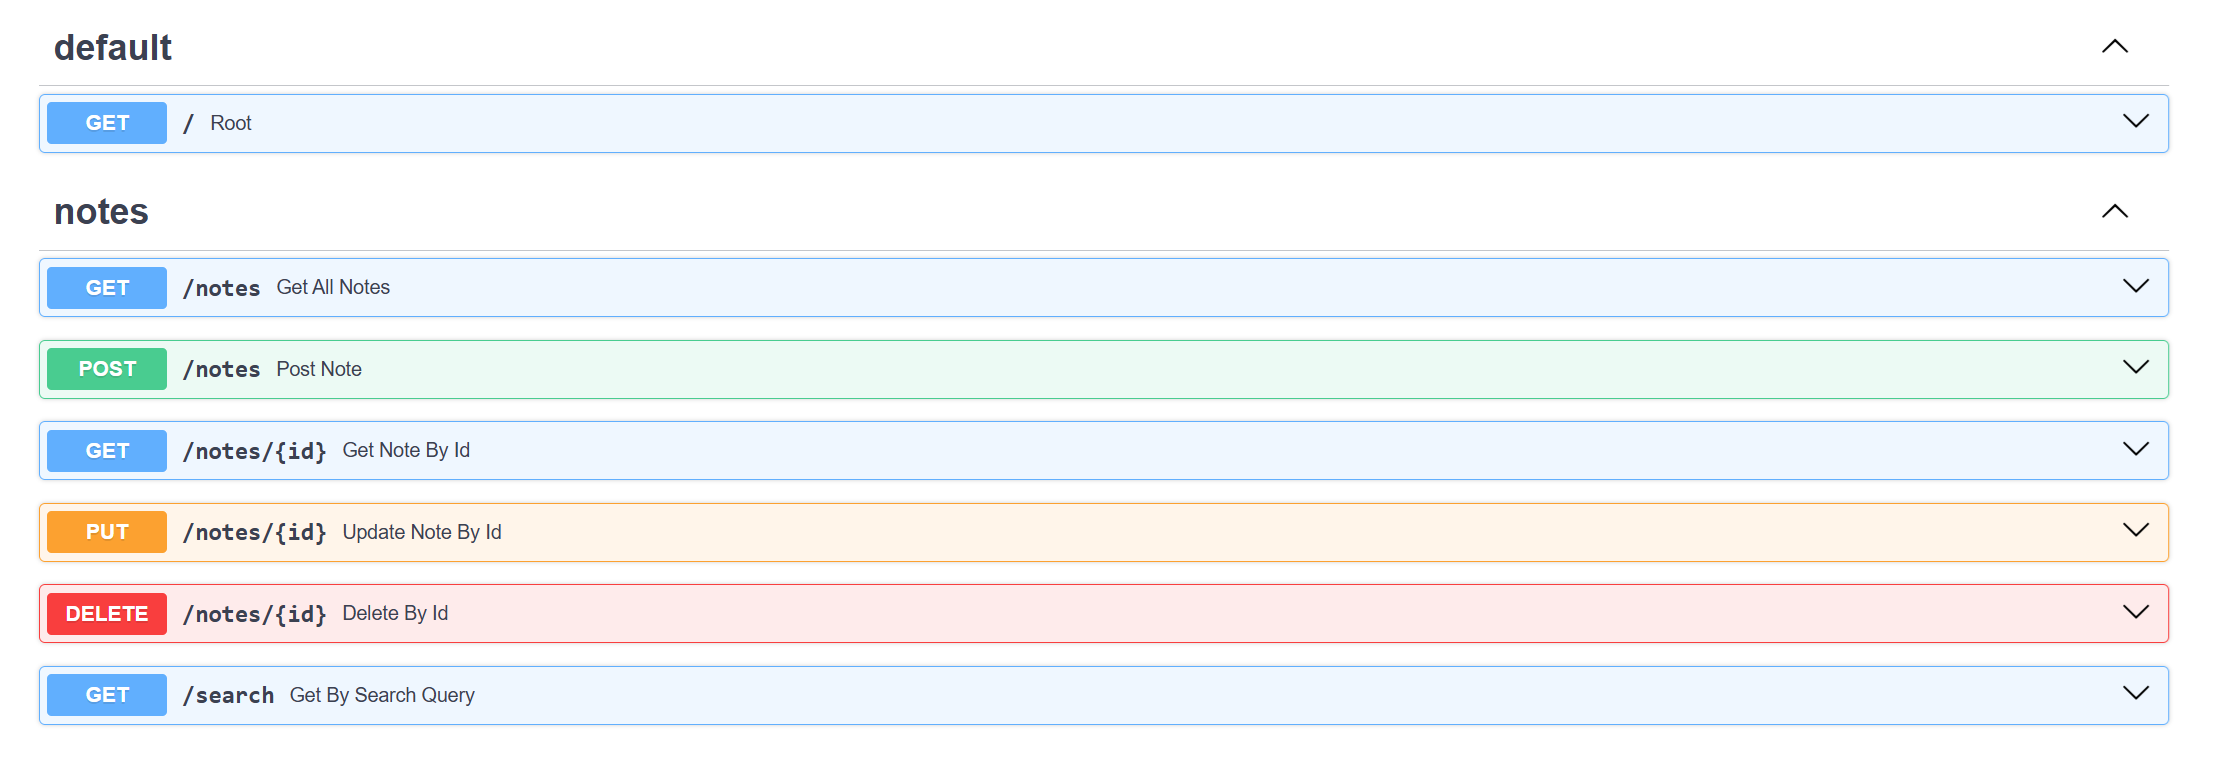 default
GET / Root
notes
GET /notes Get All Notes
POST /notes Post Note
GET /notes/{id} Get Note By Id
PUT /notes/{id} Update Note By Id
DELETE /notes/{id} Delete By Id
GET /search Get By Search Query